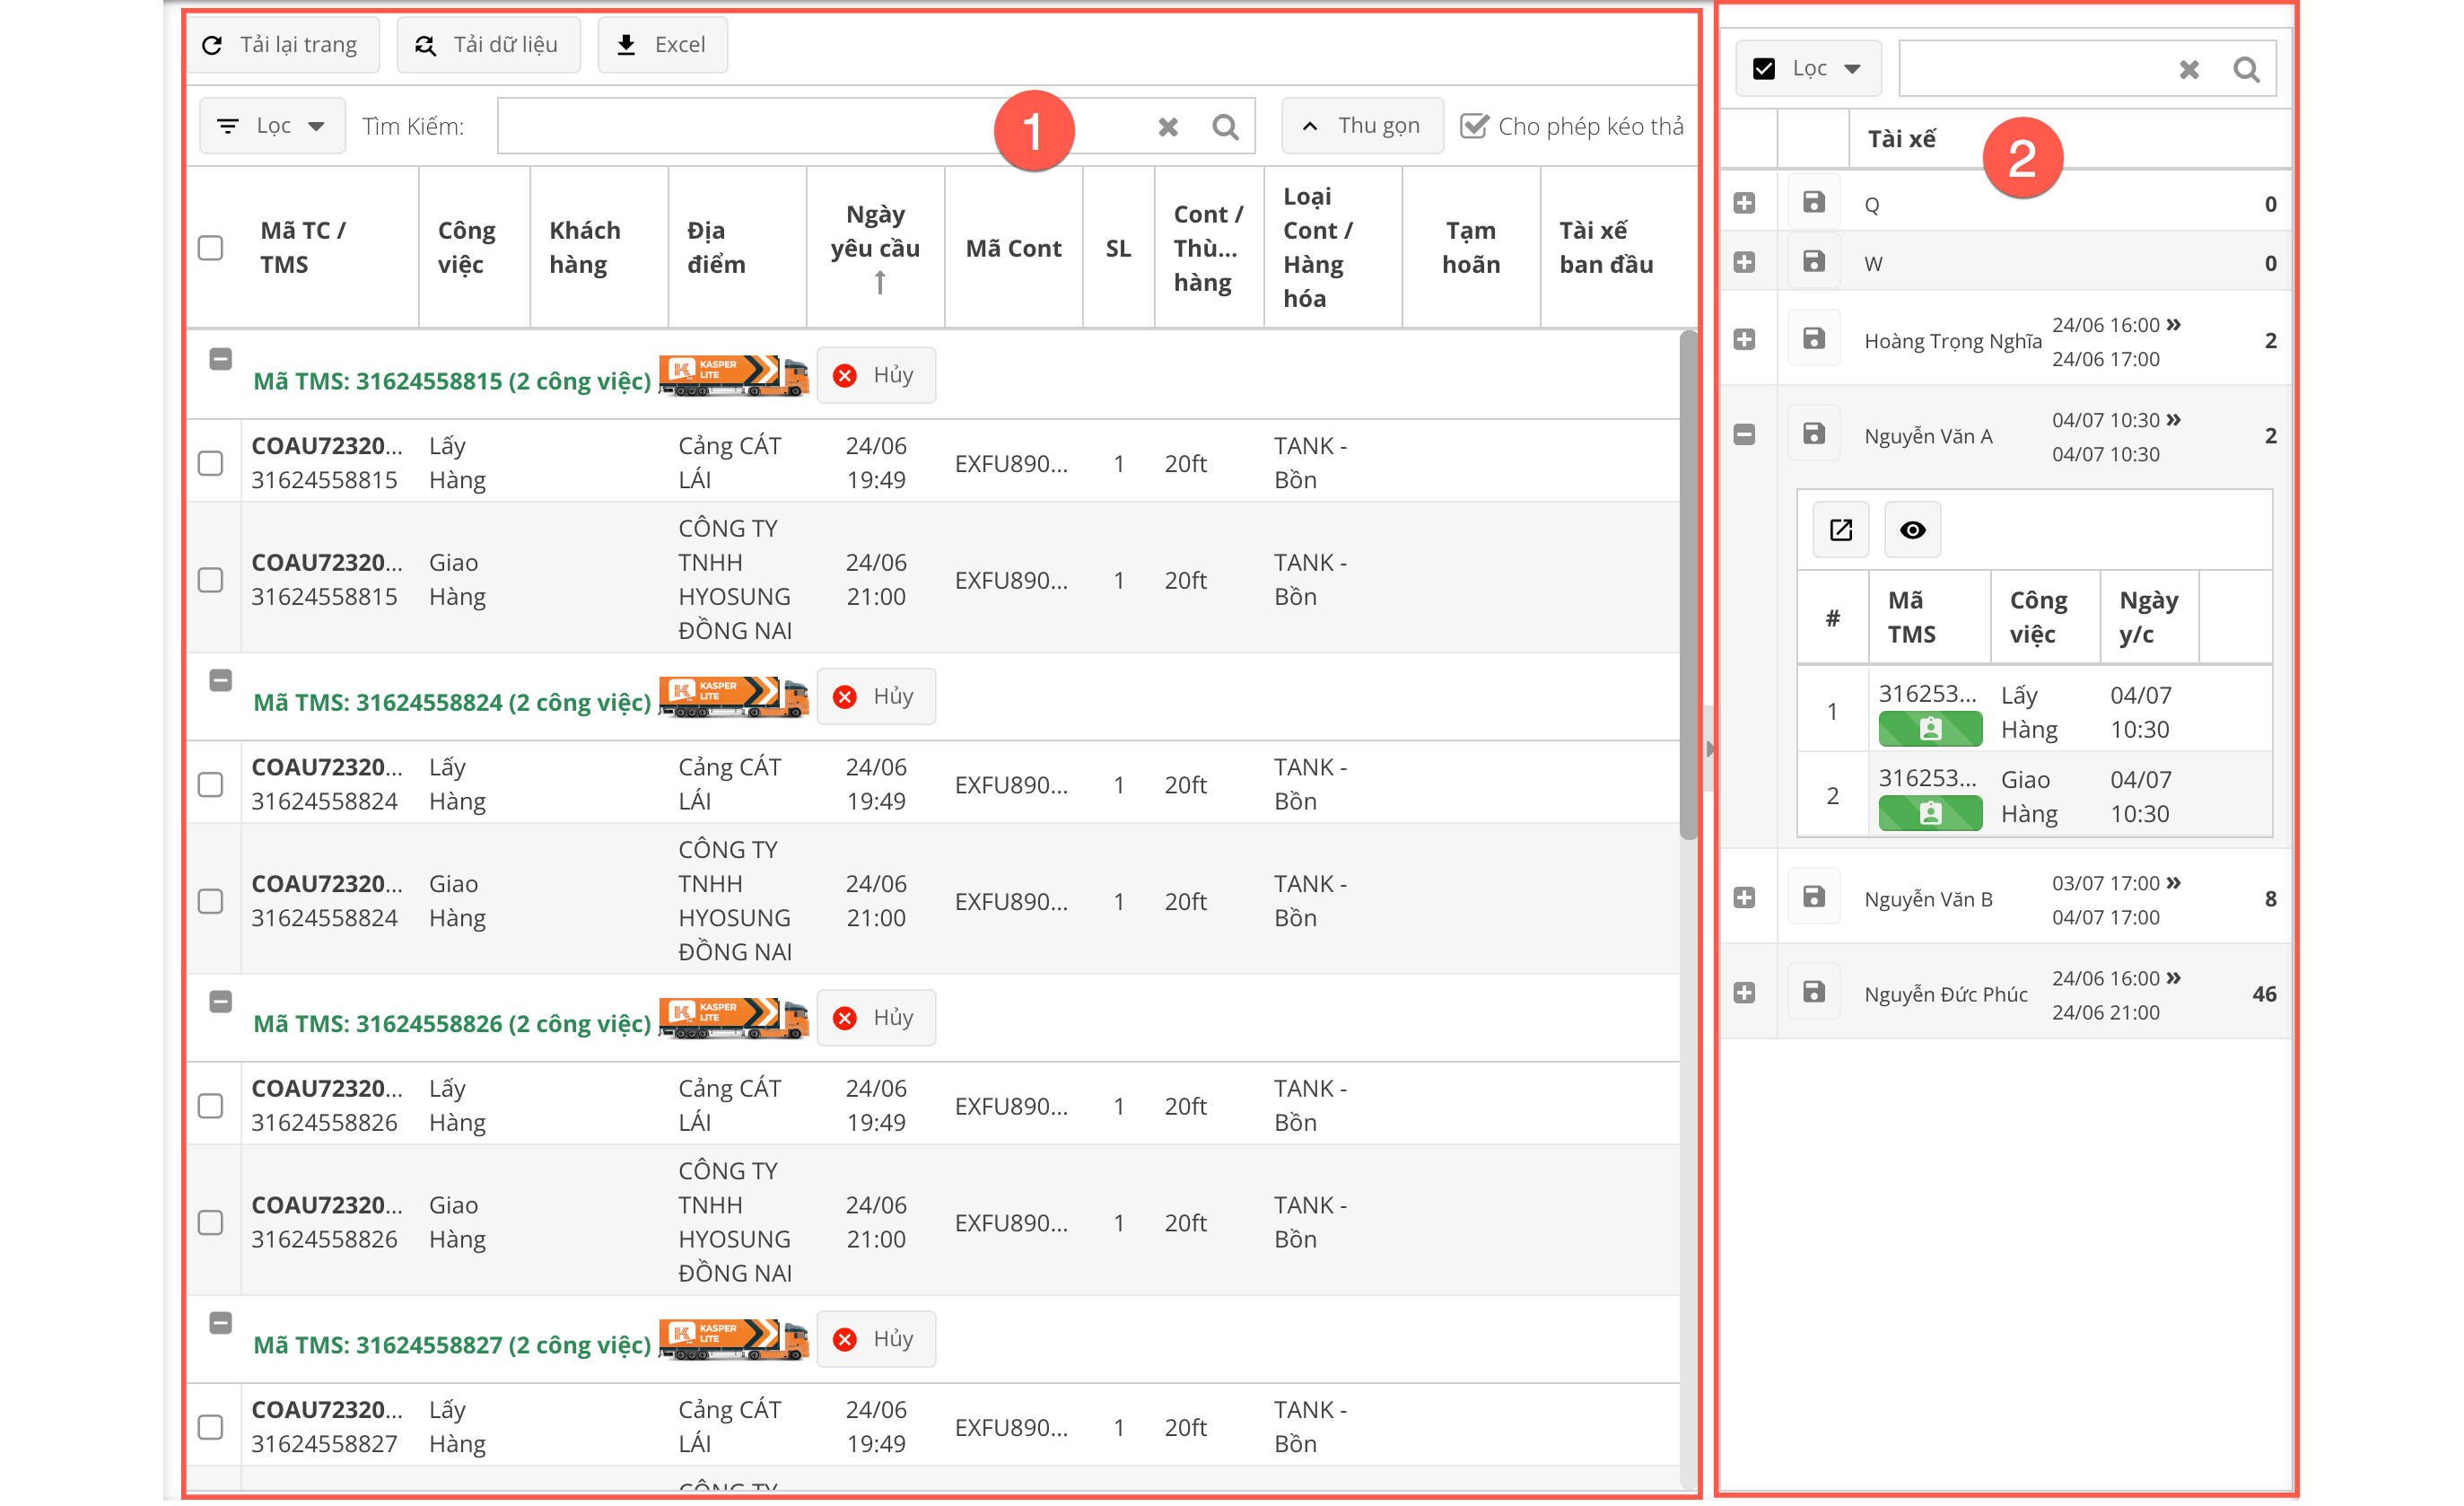 Tải lại trang
Tải dữ liệu
Excel
Lọc
Tìm Kiếm:
1
Thu gọn
Cho phép kéo thả
Mã TC /
TMS
Công
việc
Khách
hàng
Địa
điểm
Ngày
yêu cầu
Mã Cont
SL
Cont /
Thù...
hàng
Loại
Cont /
Hàng
hóa
Tạm
hoãn
Tài xế
ban đầu
Mã TMS: 31624558815 (2 công việc)
KASPER
LITE
Hủy
COAU72320...
31624558815
Lấy
Hàng
Cảng CÁT
LÁI
24/06
19:49
EXFU890...
1
20ft
TANK -
Bồn
COAU72320...
31624558815
Giao
Hàng
CÔNG TY
TNHH
HYOSUNG
ĐỒNG NAI
24/06
21:00
EXFU890...
1
20ft
TANK -
Bồn
Mã TMS: 31624558824 (2 công việc)
KASPER
LITE
Hủy
COAU72320...
31624558824
Lấy
Hàng
Cảng CÁT
LÁI
24/06
19:49
EXFU890...
1
20ft
TANK -
Bồn
COAU72320...
31624558824
Giao
Hàng
CÔNG TY
TNHH
HYOSUNG
ĐỒNG NAI
24/06
21:00
EXFU890...
1
20ft
TANK -
Bồn
Mã TMS: 31624558826 (2 công việc)
KASPER
LITE
Hủy
COAU72320...
31624558826
Lấy
Hàng
Cảng CÁT
LÁI
24/06
19:49
EXFU890...
1
20ft
TANK -
Bồn
COAU72320...
31624558826
Giao
Hàng
CÔNG TY
TNHH
HYOSUNG
ĐỒNG NAI
24/06
21:00
EXFU890...
1
20ft
TANK -
Bồn
Mã TMS: 31624558827 (2 công việc)
KASPER
LITE
Hủy
COAU72320...
31624558827
Lấy
Hàng
Cảng CÁT
LÁI
24/06
19:49
EXFU890...
1
20ft
TANK -
Bồn
CÔNG TY
Lọc
Tài xế
2
Q
0
W
0
Hoàng Trọng Nghĩa
24/06 16:00 »
24/06 17:00
2
Nguyễn Văn A
04/07 10:30 »
04/07 10:30
2
#
Mã
TMS
Công
việc
Ngày
y/c
1
316253...
Lấy
Hàng
04/07
10:30
2
316253...
Giao
Hàng
04/07
10:30
Nguyễn Văn B
03/07 17:00 »
04/07 17:00
8
Nguyễn Đức Phúc
24/06 16:00 »
24/06 21:00
46